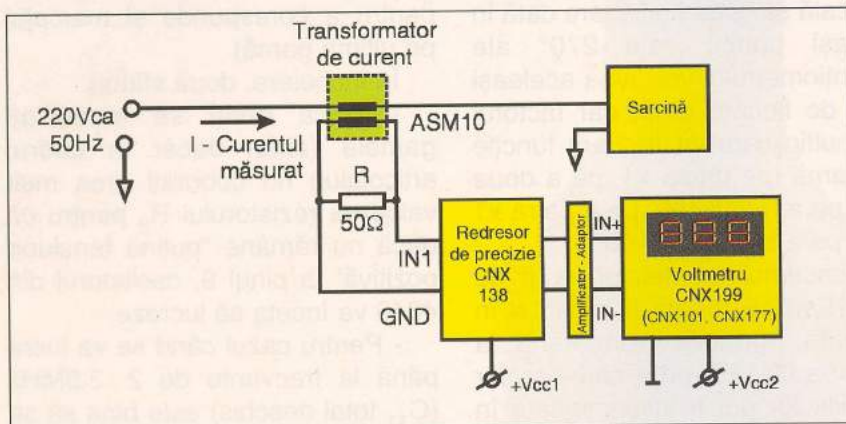 Transformator
de curent
220Vca
50Hz
I - Curentul
măsurat
ASM10
Sarcină
R
50Ω
IN1
GND
Redresor
de precizie
CNX
138
Amplificator - Adaptor
IN+
IN-
888
Voltmetru
CNX199
(CNX101, CNX177)
+Vcc1
+Vcc2